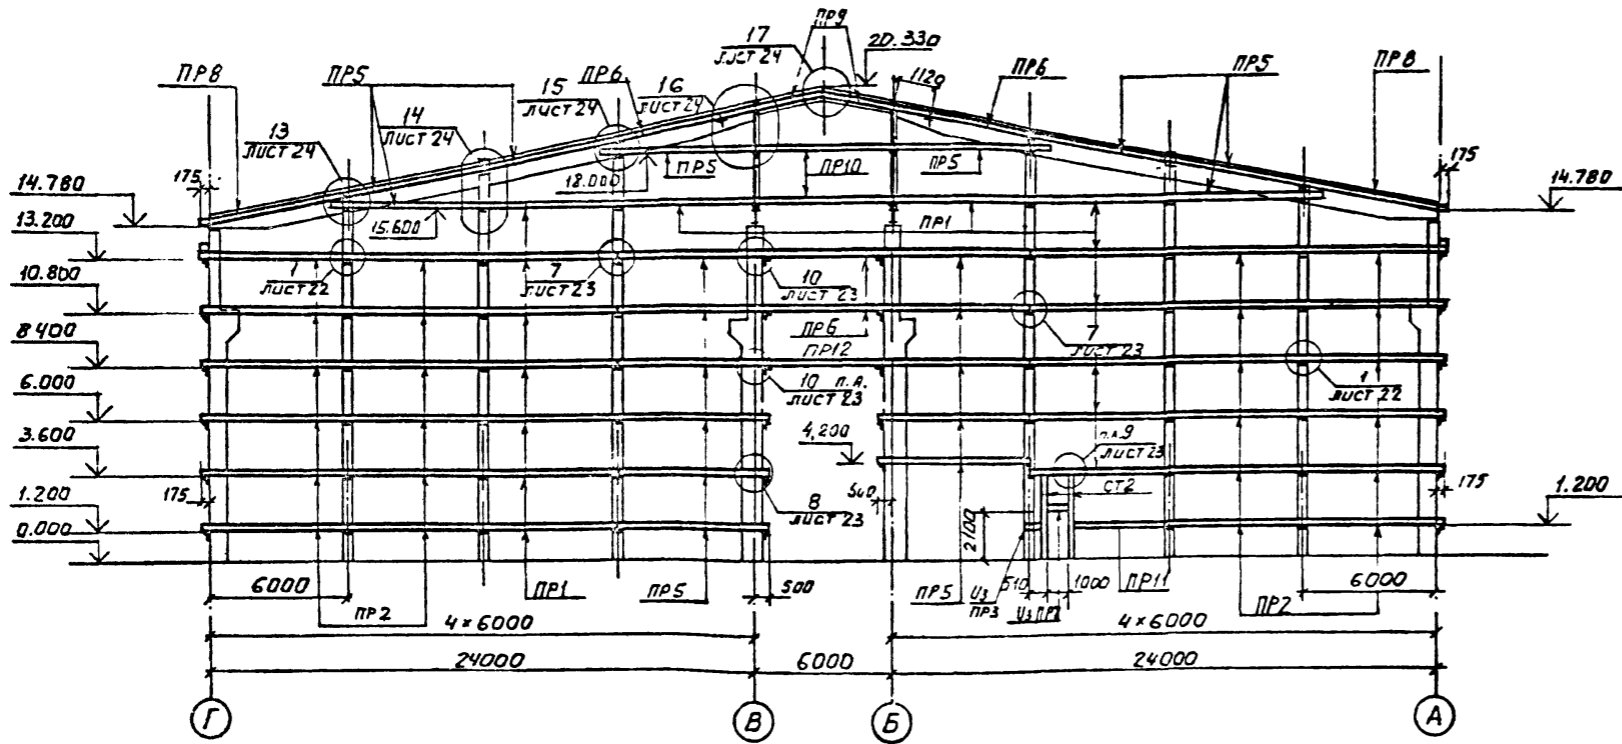 17
ЛИСТ 24
ПР9
20.330
ПР8
ПР5
ПР6
16
ЛИСТ 24
1120
ПР6
ПР5
ПР8
15
ЛИСТ 24
14
ЛИСТ 24
13
ЛИСТ 24
175
175
14.780
14.780
18.000
ПР5
ПР10
ПР5
15.600
ПР1
13.200
1
ЛИСТ 22
7
ЛИСТ 23
10
ЛИСТ 23
10.800
ПР6
ПР12
7
ЛИСТ 23
8 400
10 п.А.
ЛИСТ 23
1
ЛИСТ 22
6.000
4,200
п.А.9
ЛИСТ 23
3.600
175
8
ЛИСТ 23
500
СТ2
175
1.200
2100
1.200
0.000
6000
ПР2
ПР1
ПР5
500
ПР5
510
1000
ПР11
ПР2
6000
Из
ПР3
4×6000
4×6000
24000
6000
24000
Г
В
Б
А